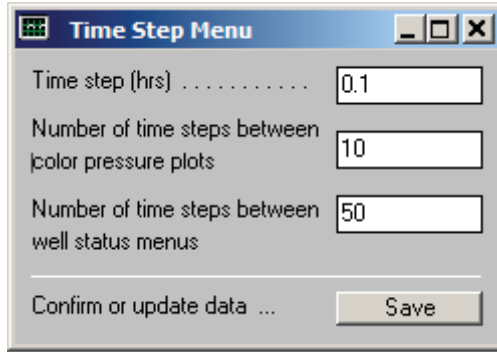 Time Step Menu
Time step (hrs) . . . . . . . . . . . 0.1
Number of time steps between
color pressure plots
10
Number of time steps between
well status menus
50
Confirm or update data ... Save